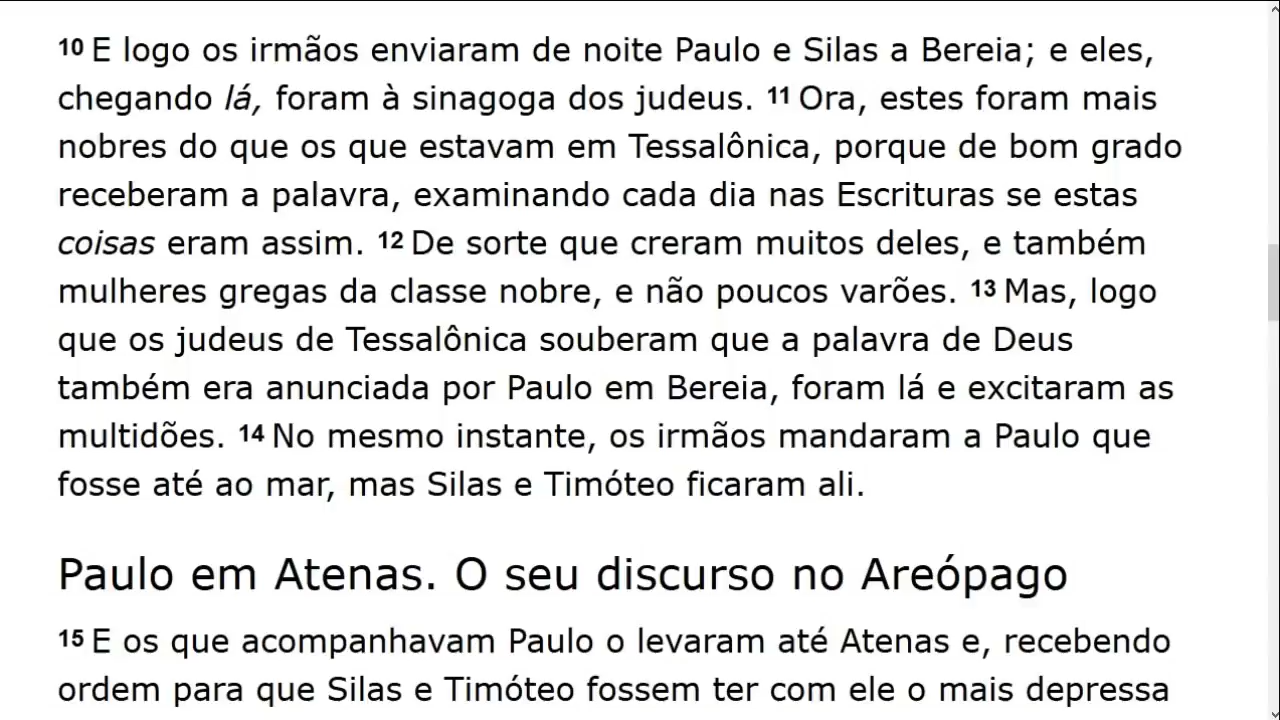 10 E logo os irmãos enviaram de noite Paulo e Silas a Bereia; e eles,
chegando lá, foram à sinagoga dos judeus. 11 Ora, estes foram mais
nobres do que os que estavam em Tessalônica, porque de bom grado
receberam a palavra, examinando cada dia nas Escrituras se estas
coisas eram assim. 12 De sorte que creram muitos deles, e também
mulheres gregas da classe nobre, e não poucos varões. 13 Mas, logo
que os judeus de Tessalônica souberam que a palavra de Deus
também era anunciada por Paulo em Bereia, foram lá e excitaram as
multidões. 14 No mesmo instante, os irmãos mandaram a Paulo que
fosse até ao mar, mas Silas e Timóteo ficaram ali.
Paulo em Atenas. O seu discurso no Areópago
15 E os que acompanhavam Paulo o levaram até Atenas e, recebendo
ordem para que Silas e Timóteo fossem ter com ele o mais depressa